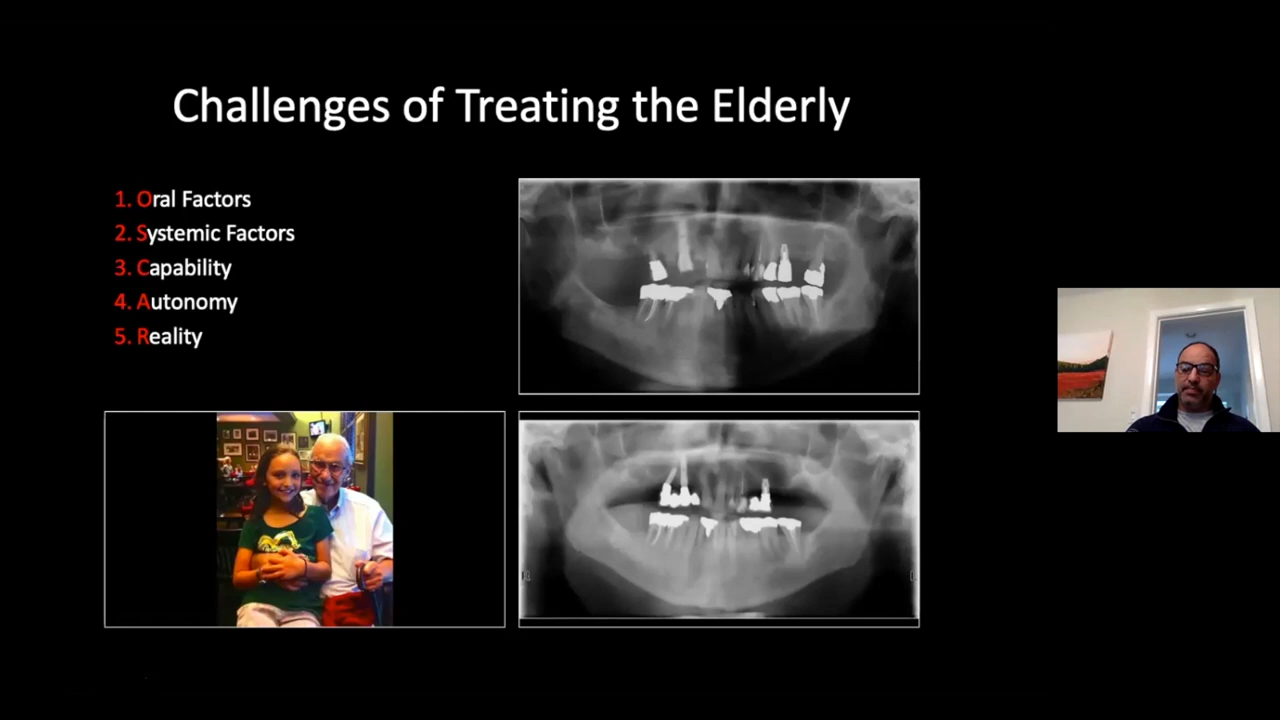 Challenges of Treating the Elderly
1. Oral Factors
2. Systemic Factors
3. Capability
4. Autonomy
5. Reality